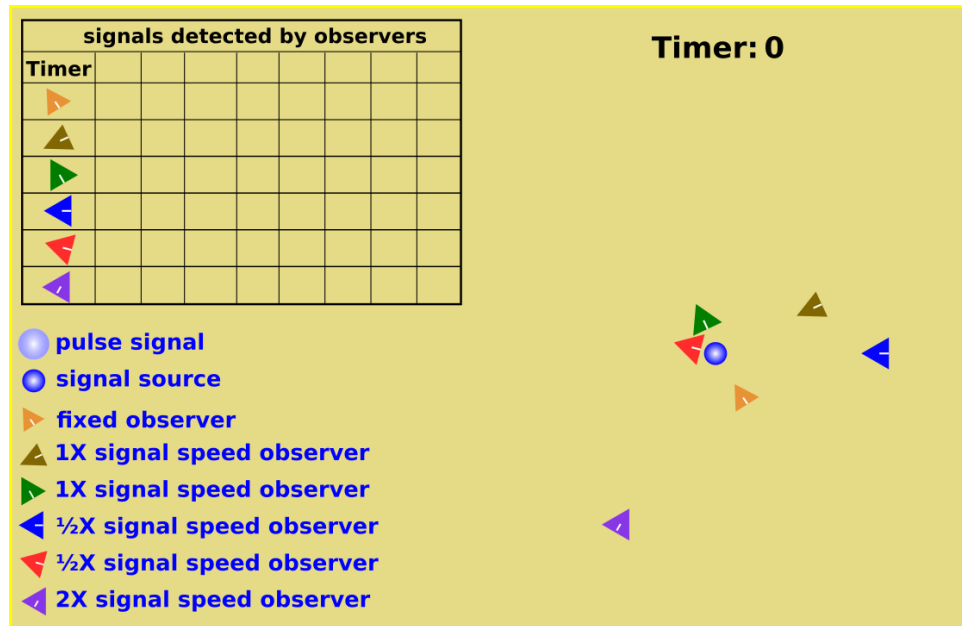 signals detected by observers
Timer: 0
Timer
pulse signal
signal source
fixed observer
1X signal speed observer
1X signal speed observer
½X signal speed observer
½X signal speed observer
2X signal speed observer